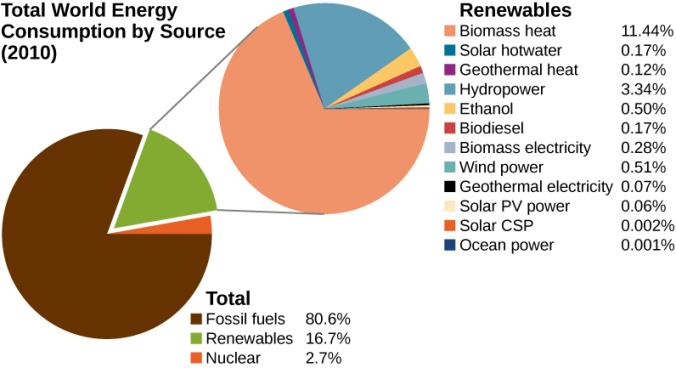 Total World Energy
Consumption by Source
(2010)
Renewables
Biomass heat 11.44%
Solar hotwater 0.17%
Geothermal heat 0.12%
Hydropower 3.34%
Ethanol 0.50%
Biodiesel 0.17%
Biomass electricity 0.28%
Wind power 0.51%
Geothermal electricity 0.07%
Solar PV power 0.06%
Solar CSP 0.002%
Ocean power 0.001%
Total
Fossil fuels 80.6%
Renewables 16.7%
Nuclear 2.7%